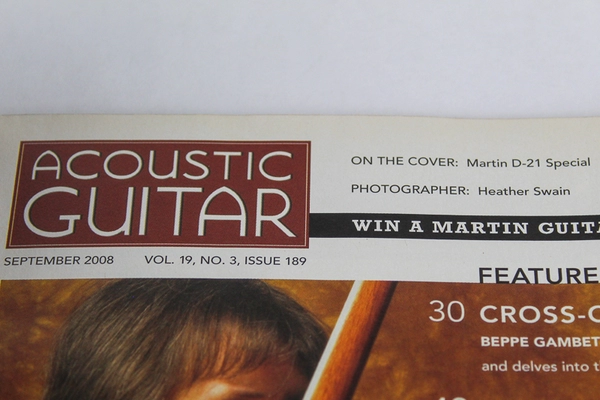 ACOUSTIC
GUITAR
SEPTEMBER 2008 VOL. 19, NO. 3, ISSUE 189
ON THE COVER: Martin D-21 Special
PHOTOGRAPHER: Heather Swain
WIN A MARTIN
30 CROSS-
BEPPE
and delves into